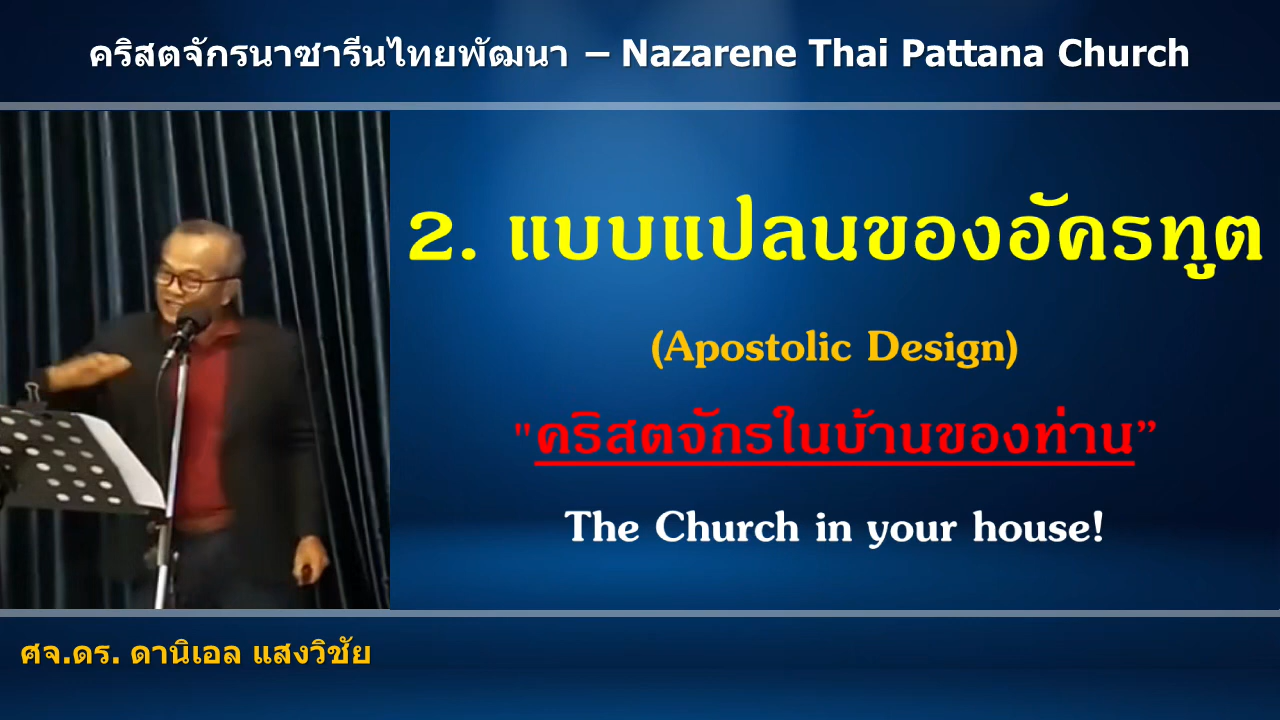 คริสตจักรนาซารีนไทยพัฒนา – Nazarene Thai Pattana Church
2. แบบแปลนของอัครทูต
(Apostolic Design)
"คริสตจักรในบ้านของท่าน”
The Church in your house!
ศจ.ดร. ดานิเอล แสงวิชัย